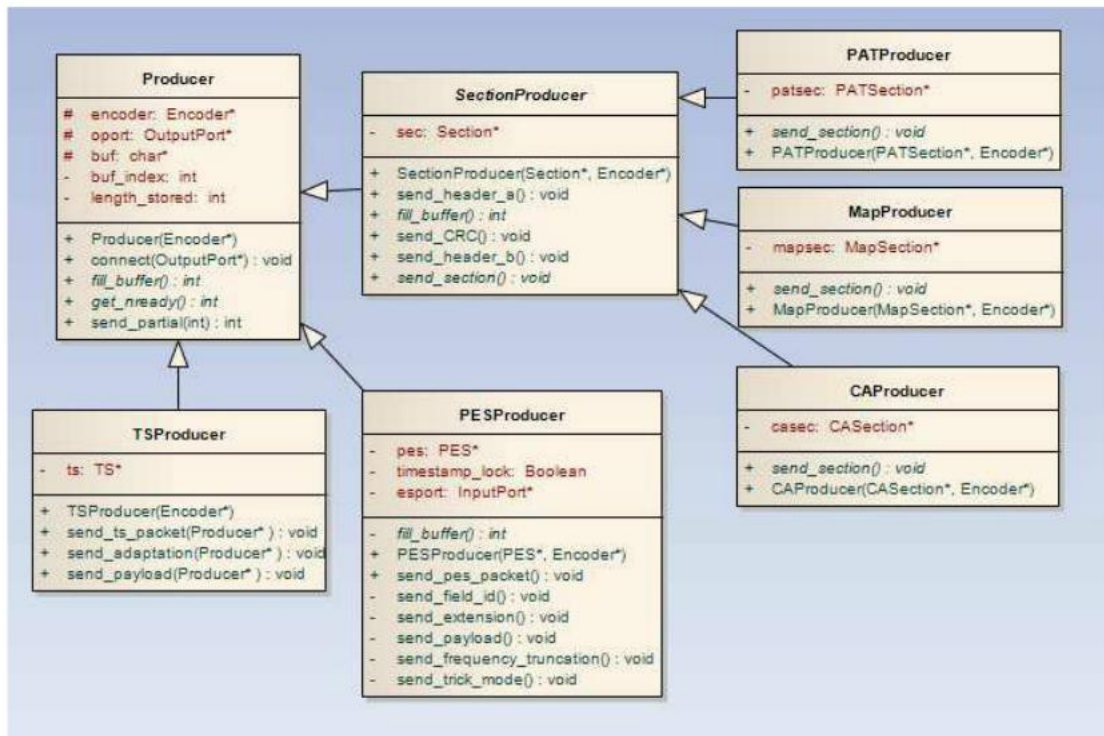 Producer
# encoder: Encoder*
# oport: OutputPort*
# buf: char*
- buf_index: int
- length_stored: int
+ Producer(Encoder*)
+ connect(OutputPort*) : void
+ fill_buffer() : int
+ get_nready() : int
+ send_partial(int) : int
SectionProducer
- sec: Section*
+ SectionProducer(Section*, Encoder*)
+ send_header_a() : void
+ fill_buffer() : int
+ send_CRC() : void
+ send_header_b() : void
+ send_section() : void
PATProducer
- patsec: PATSection*
+ send_section() : void
+ PATProducer(PATSection*, Encoder*)
MapProducer
- mapsec: MapSection*
+ send_section() : void
+ MapProducer(MapSection*, Encoder*)
CAProducer
- casec: CASection*
+ send_section() : void
+ CAProducer(CASection*, Encoder*)
TSProducer
- ts: TS*
+ TSProducer(Encoder*)
+ send_ts_packet(Producer* ) : void
+ send_adaptation(Producer* ) : void
+ send_payload(Producer* ) : void
PESProducer
- pes: PES*
- timestamp_lock: Boolean
- esport: InputPort*
- fill_buffer() : int
+ PESProducer(PES*, Encoder*)
+ send_pes_packet() : void
- send_field_id() : void
- send_extension() : void
- send_payload() : void
- send_frequency_truncation() : void
- send_trick_mode() : void